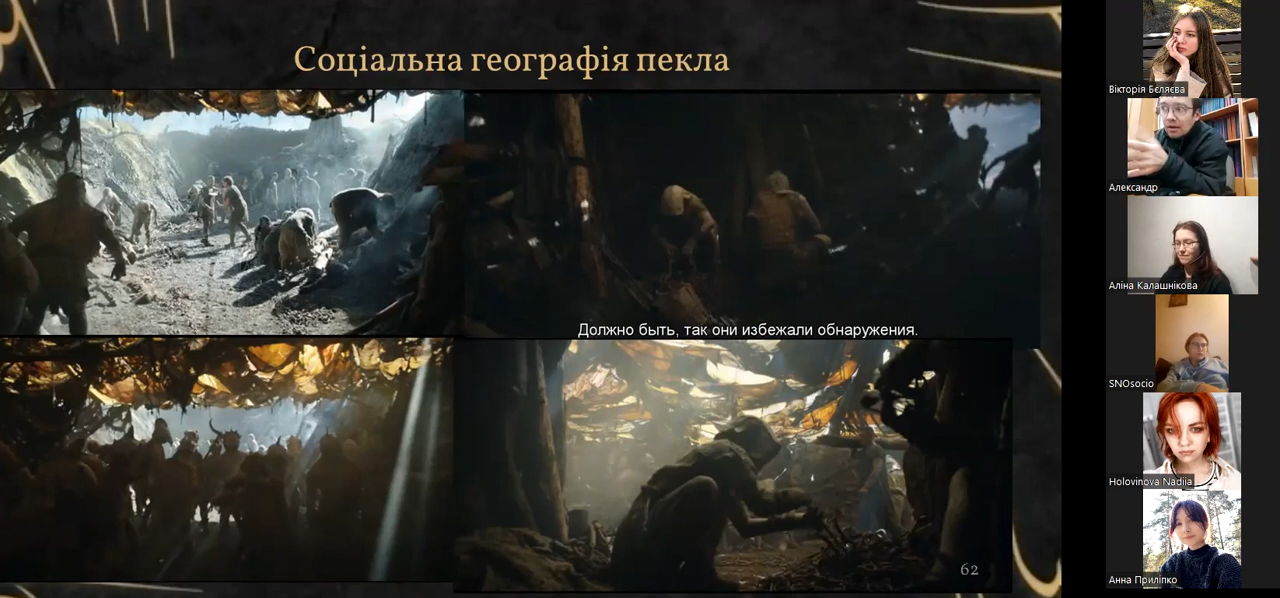 Соціальна географія пекла
Должно быть, так они избежали обнаружения.
62
Вікторія Бєляєва
Александр
Аліна Калашнікова
SNOsocio
Holovinova Nadiia
Анна Приліпко